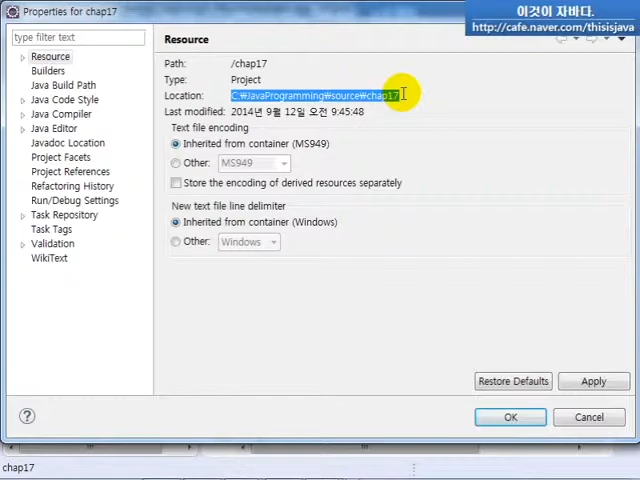 Properties for chap17
이것이 자바다.
http://cafe.naver.com/thisisjava
type filter text
Resource
Builders
Java Build Path
Java Code Style
Java Compiler
Java Editor
Javadoc Location
Project Facets
Project References
Refactoring History
Run/Debug Settings
Task Repository
Task Tags
Validation
WikiText
Resource
Path: /chap17
Type: Project
Location: C:₩JavaProgramming₩source₩chap17
Last modified: 2014년 9월 12일 오전 9:45:48
Text file encoding
Inherited from container (MS949)
Other: MS949
Store the encoding of derived resources separately
New text file line delimiter
Inherited from container (Windows)
Other: Windows
Restore Defaults Apply
? OK Cancel
chap17